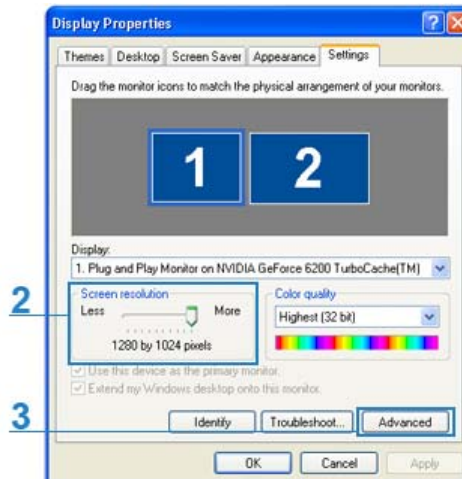 Display Properties
Themes Desktop Screen Saver Appearance Settings
Drag the monitor icons to match the physical arrangement of your monitors.
1 2
Display:
1. Plug and Play Monitor on NVIDIA GeForce 6200 TurboCache(TM)
2
Screen resolution
Less More
1280 by 1024 pixels
Color quality
Highest (32 bit)
Use this device as the primary monitor.
Extend my Windows desktop onto this monitor.
3
Identify Troubleshoot... Advanced
OK Cancel Apply